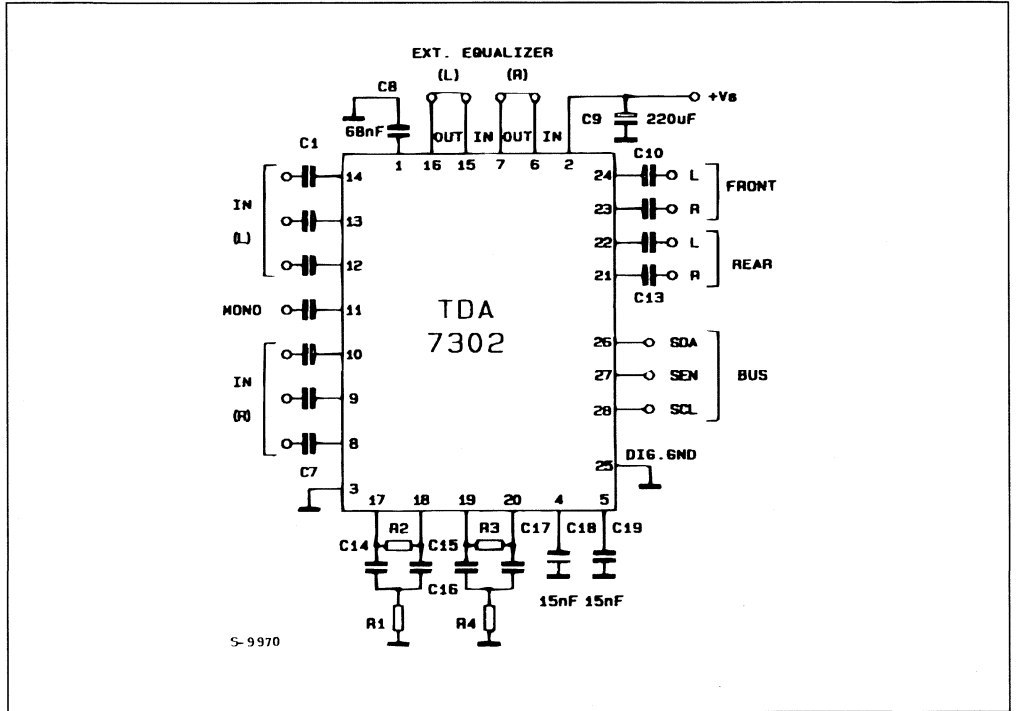 EXT. EQUALIZER
(L) (R)
C8
+Vs
68nF
OUT IN OUT IN
C9 220uF
C1
1 16 15 7 6 2
C10
14
24 L
FRONT
IN
(L)
13
23 R
12
22 L
REAR
21 R
C13
MONO 11
TDA
7302
10
26 SDA
IN
(R)
9
27 SEN
BUS
8
28 SCL
C7
DIG.GND
25
3
17 18 19 20 4 5
C14 R2 C15 R3 C17 C18 C19
C16
15nF 15nF
R1 R4
S-9970